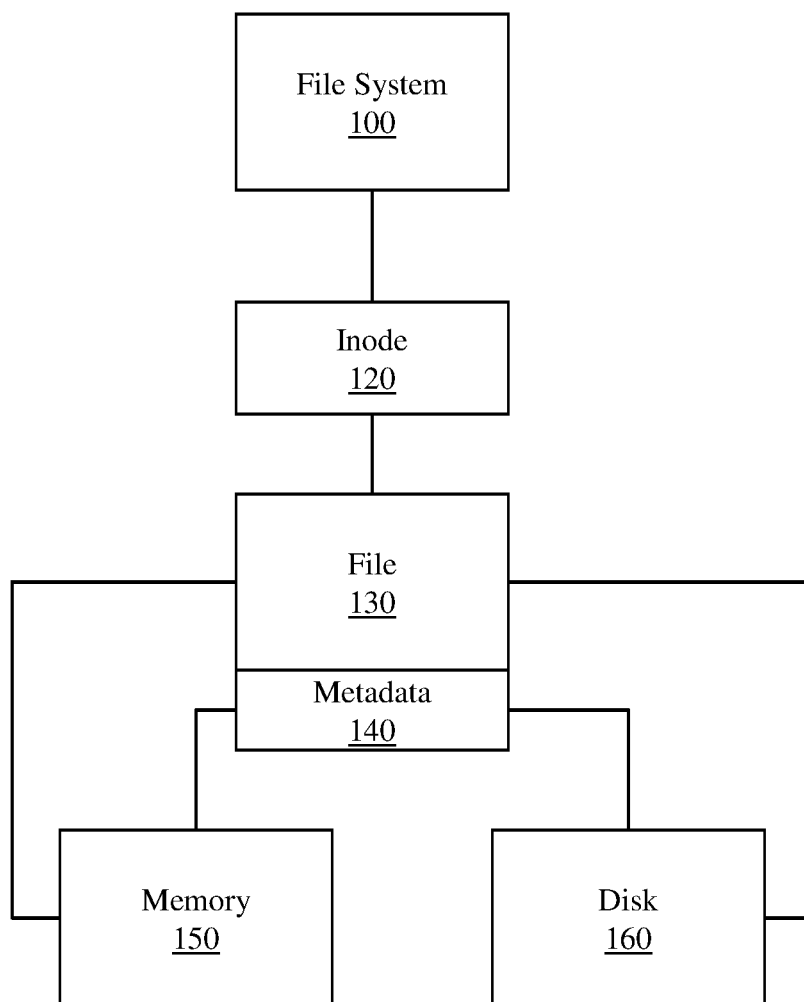 File System
100
Inode
120
File
130
Metadata
140
Memory
150
Disk
160